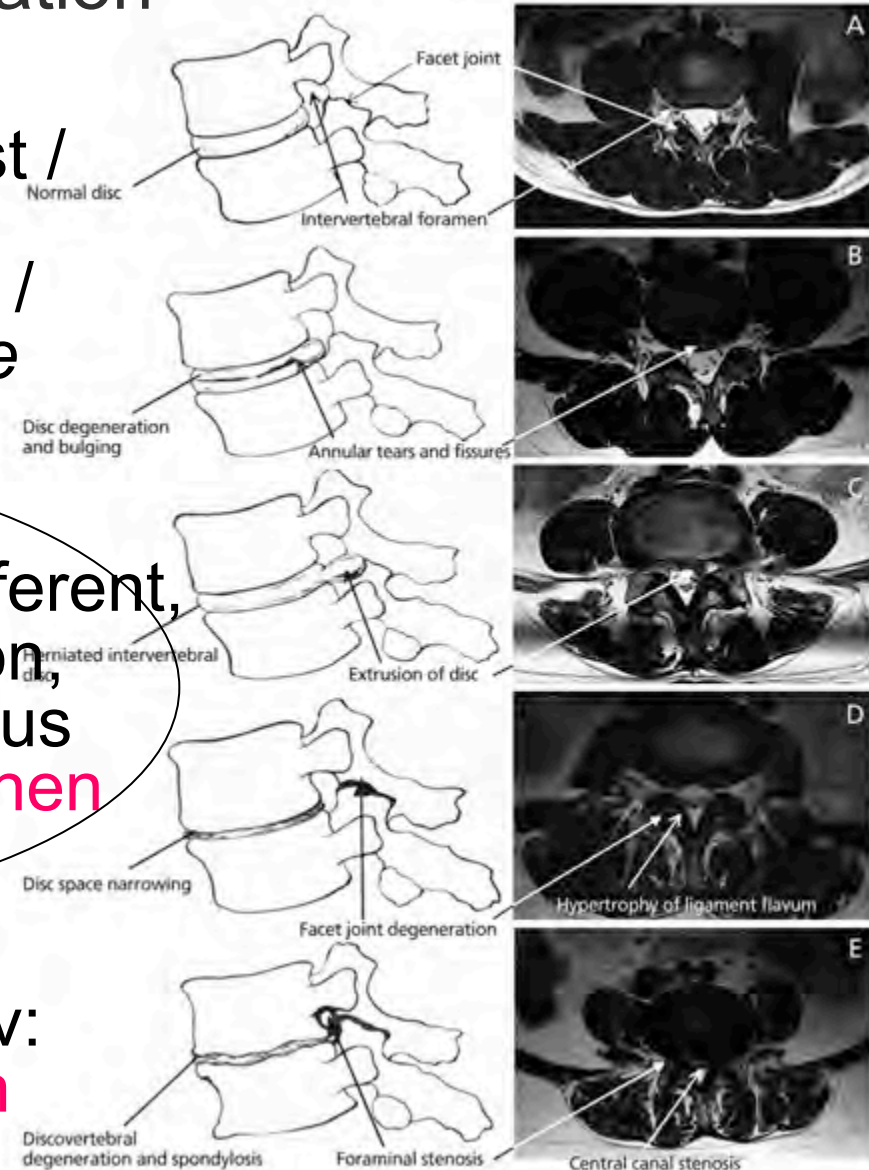 ation
st /
/
e
ferent,
on,
us
men
v:
n
A
Facet joint
Normal disc
Intervertebral foramen
B
Disc degeneration
and bulging
Annular tears and fissures
C
Herniated intervertebral
disc
Extrusion of disc
D
Disc space narrowing
Hypertrophy of ligament flavum
Facet joint degeneration
E
Discovertebral
degeneration and spondylosis
Foraminal stenosis
Central canal stenosis